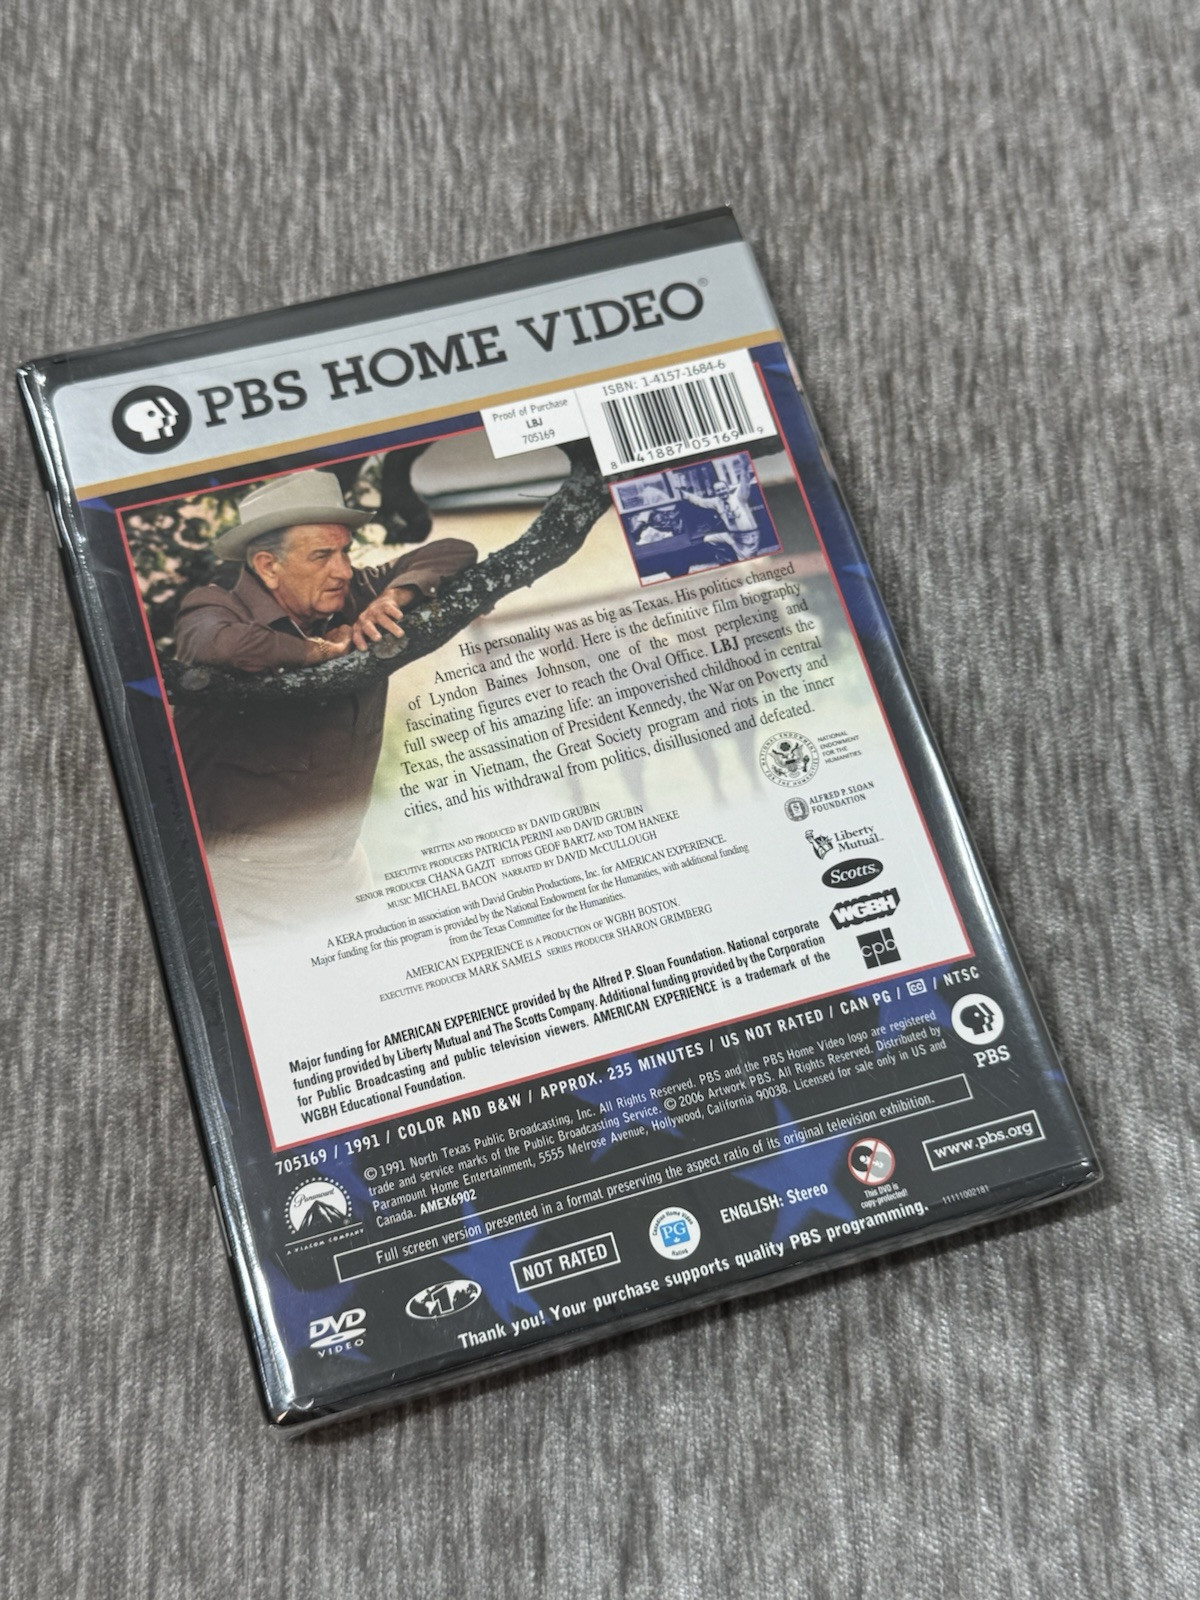 PBS HOME VIDEO®
Proof of Purchase
LBJ
705169
ISBN: 1-4157-1684-6
8 41887 05169 9
His personality was as big as Texas. His politics changed
America and the world. Here is the definitive film biography
of Lyndon Baines Johnson, one of the most perplexing and
fascinating figures ever to reach the Oval Office. LBJ presents the
full sweep of his amazing life: an impoverished childhood in central
Texas, the assassination of President Kennedy, the War on Poverty and
the war in Vietnam, the Great Society program and riots in the inner
cities, and his withdrawal from politics, disillusioned and defeated.
WRITTEN AND PRODUCED BY DAVID GRUBIN
EXECUTIVE PRODUCERS PATRICIA PERINI AND DAVID GRUBIN
SENIOR PRODUCER CHANA GAZIT EDITORS GEOF BARTZ AND TOM HANEKE
MUSIC MICHAEL BACON NARRATED BY DAVID McCULLOUGH
A KERA production in association with David Grubin Productions, Inc. for AMERICAN EXPERIENCE.
Major funding for this program is provided by the National Endowment for the Humanities, with additional funding
from the Texas Committee for the Humanities.
AMERICAN EXPERIENCE IS A PRODUCTION OF WGBH BOSTON.
EXECUTIVE PRODUCER MARK SAMELS SERIES PRODUCER SHARON GRIMBERG
NATIONAL
ENDOWMENT
FOR THE
HUMANITIES
ALFRED P. SLOAN
FOUNDATION
Liberty
Mutual™
Scotts
WGBH
cpb
Major funding for AMERICAN EXPERIENCE provided by the Alfred P. Sloan Foundation. National corporate
funding provided by Liberty Mutual and The Scotts Company. Additional funding provided by the Corporation
for Public Broadcasting and public television viewers. AMERICAN EXPERIENCE is a trademark of the
WGBH Educational Foundation.
705169 / 1991 / COLOR AND B&W / APPROX. 235 MINUTES / US NOT RATED / CAN PG / CC / NTSC
©1991 North Texas Public Broadcasting, Inc. All Rights Reserved. PBS and the PBS Home Video logo are registered
trade and service marks of the Public Broadcasting Service. © 2006 Artwork PBS. All Rights Reserved. Distributed by
Paramount Home Entertainment, 5555 Melrose Avenue, Hollywood, California 90038. Licensed for sale only in US and
Canada. AMEX6902
PBS
Paramount
A VIACOM COMPANY
Full screen version presented in a format preserving the aspect ratio of its original television exhibition.
www.pbs.org
DVD
VIDEO
1
NOT RATED
Canadian Home Video
PG
Rating
ENGLISH: Stereo
This DVD is
copy-protected!
11111002181
Thank you! Your purchase supports quality PBS programming.